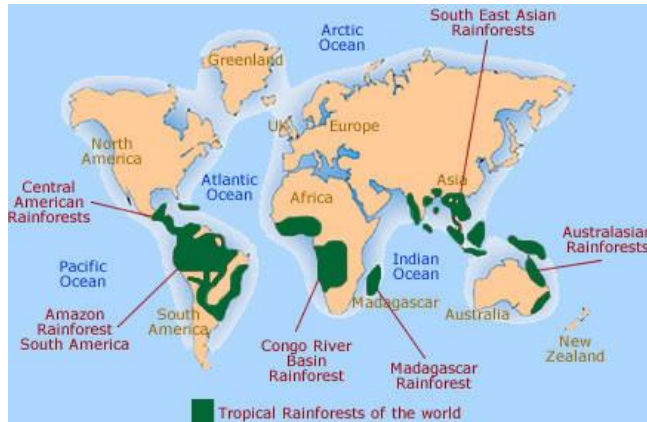 South East Asian
Rainforests
Arctic
Ocean
Greenland
UK
Europe
North
America
Atlantic
Ocean
Asia
Africa
Central
American
Rainforests
Australasian
Rainforests
Indian
Ocean
Pacific
Ocean
Madagascar
Amazon
Rainforest
South America
South
America
Australia
Congo River
Basin
Rainforest
Madagascar
Rainforest
New
Zealand
Tropical Rainforests of the world